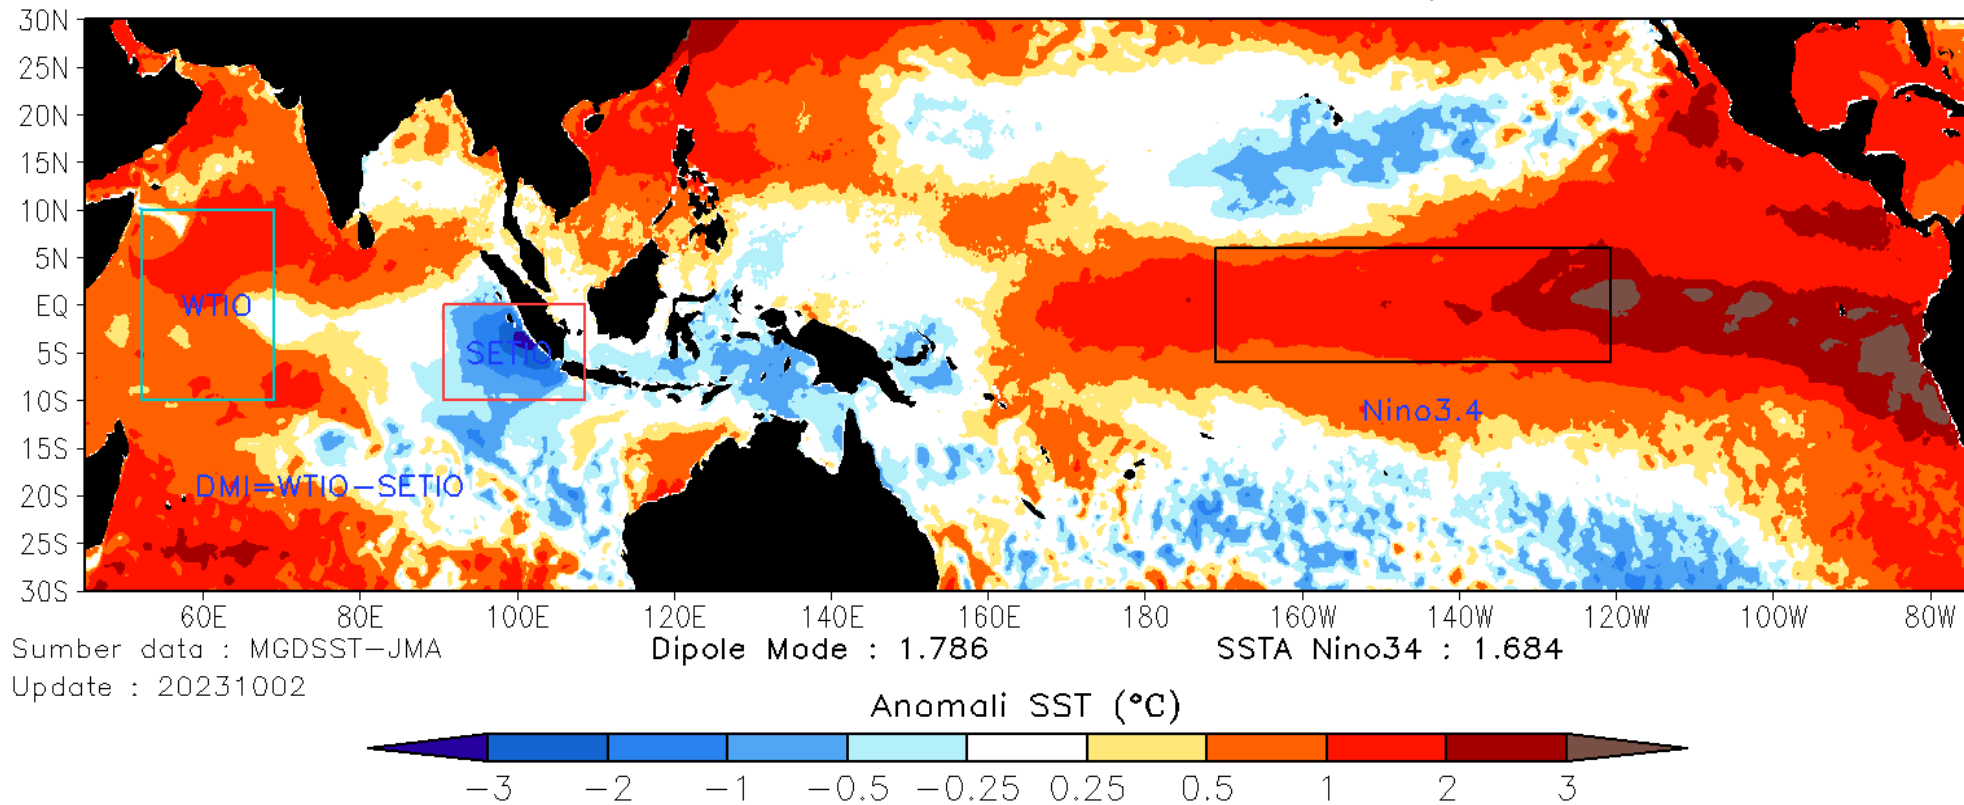 30N
25N
20N
15N
10N
5N
EQ
5S
10S
15S
20S
25S
30S
WTIO
SETIO
Nino3.4
DMI=WTIO-SETIO
60E 80E 100E 120E 140E 160E 180 160W 140W 120W 100W 80W
Sumber data : MGDSST-JMA
Dipole Mode : 1.786
SSTA Nino34 : 1.684
Update : 20231002
Anomali SST (°C)
-3 -2 -1 -0.5 -0.25 0.25 0.5 1 2 3